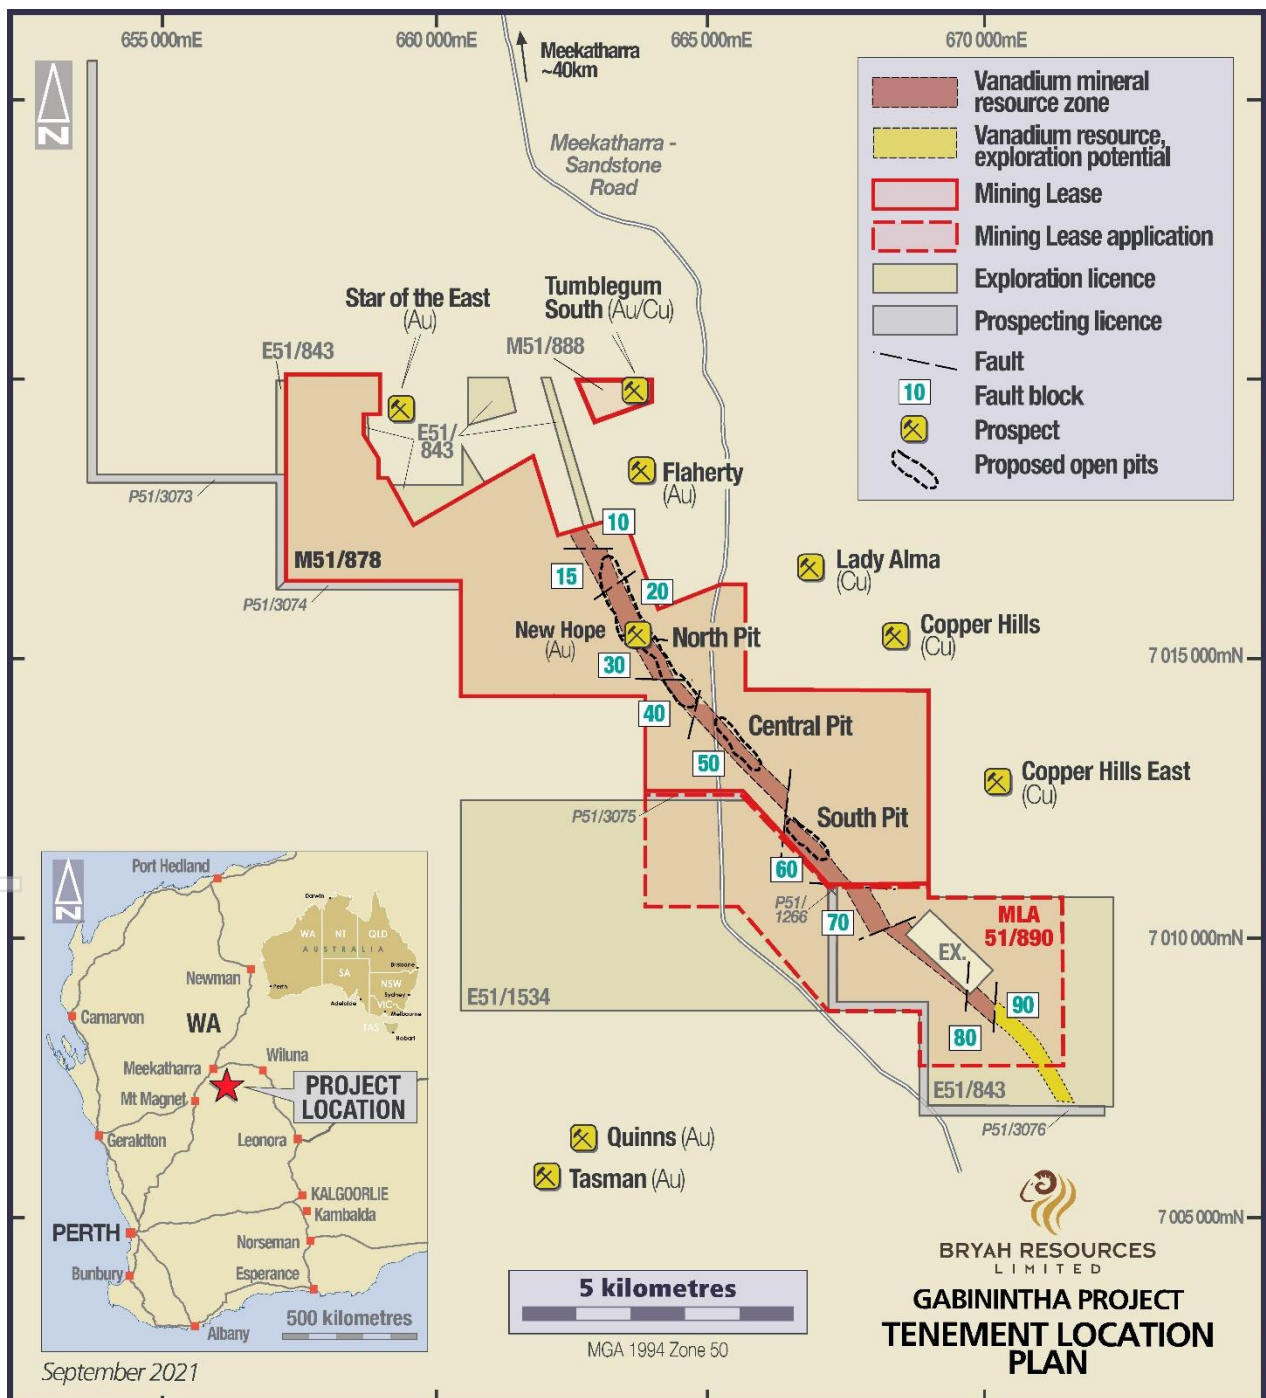 655 000mE
660 000mE
665 000mE
670 000mE
Meekatharra
~40km
N
Meekatharra -
Sandstone
Road
Vanadium mineral
resource zone
Vanadium resource,
exploration potential
Mining Lease
Mining Lease application
Exploration licence
Prospecting licence
Fault
10
Fault block
Prospect
Proposed open pits
Star of the East
(Au)
Tumblegum
South (Au/Cu)
E51/843
M51/888
E51/
843
Flaherty
(Au)
P51/3073
10
M51/878
15
20
Lady Alma
(Cu)
P51/3074
New Hope
(Au)
North Pit
Copper Hills
(Cu)
7 015 000mN
30
40
Central Pit
50
Copper Hills East
(Cu)
P51/3075
South Pit
60
P51/
1266
70
MLA
51/890
7 010 000mN
EX.
E51/1534
90
80
E51/843
P51/3076
Quinns (Au)
Tasman (Au)
7 005 000mN
N
Port Hedland
Darwin
WA
NT
QLD
AUSTRALIA
Brisbane
SA
Perth
NSW
Adelaide
Sydney
VIC
Melbourne
TAS
Hobart
Newman
Carnarvon
WA
Meekatharra
Wiluna
PROJECT
LOCATION
Mt Magnet
Geraldton
Leonora
KALGOORLIE
Kambalda
PERTH
Norseman
Bunbury
Esperance
500 kilometres
Albany
September 2021
5 kilometres
MGA 1994 Zone 50
BRYAH RESOURCES
LIMITED
GABININTHA PROJECT
TENEMENT LOCATION
PLAN